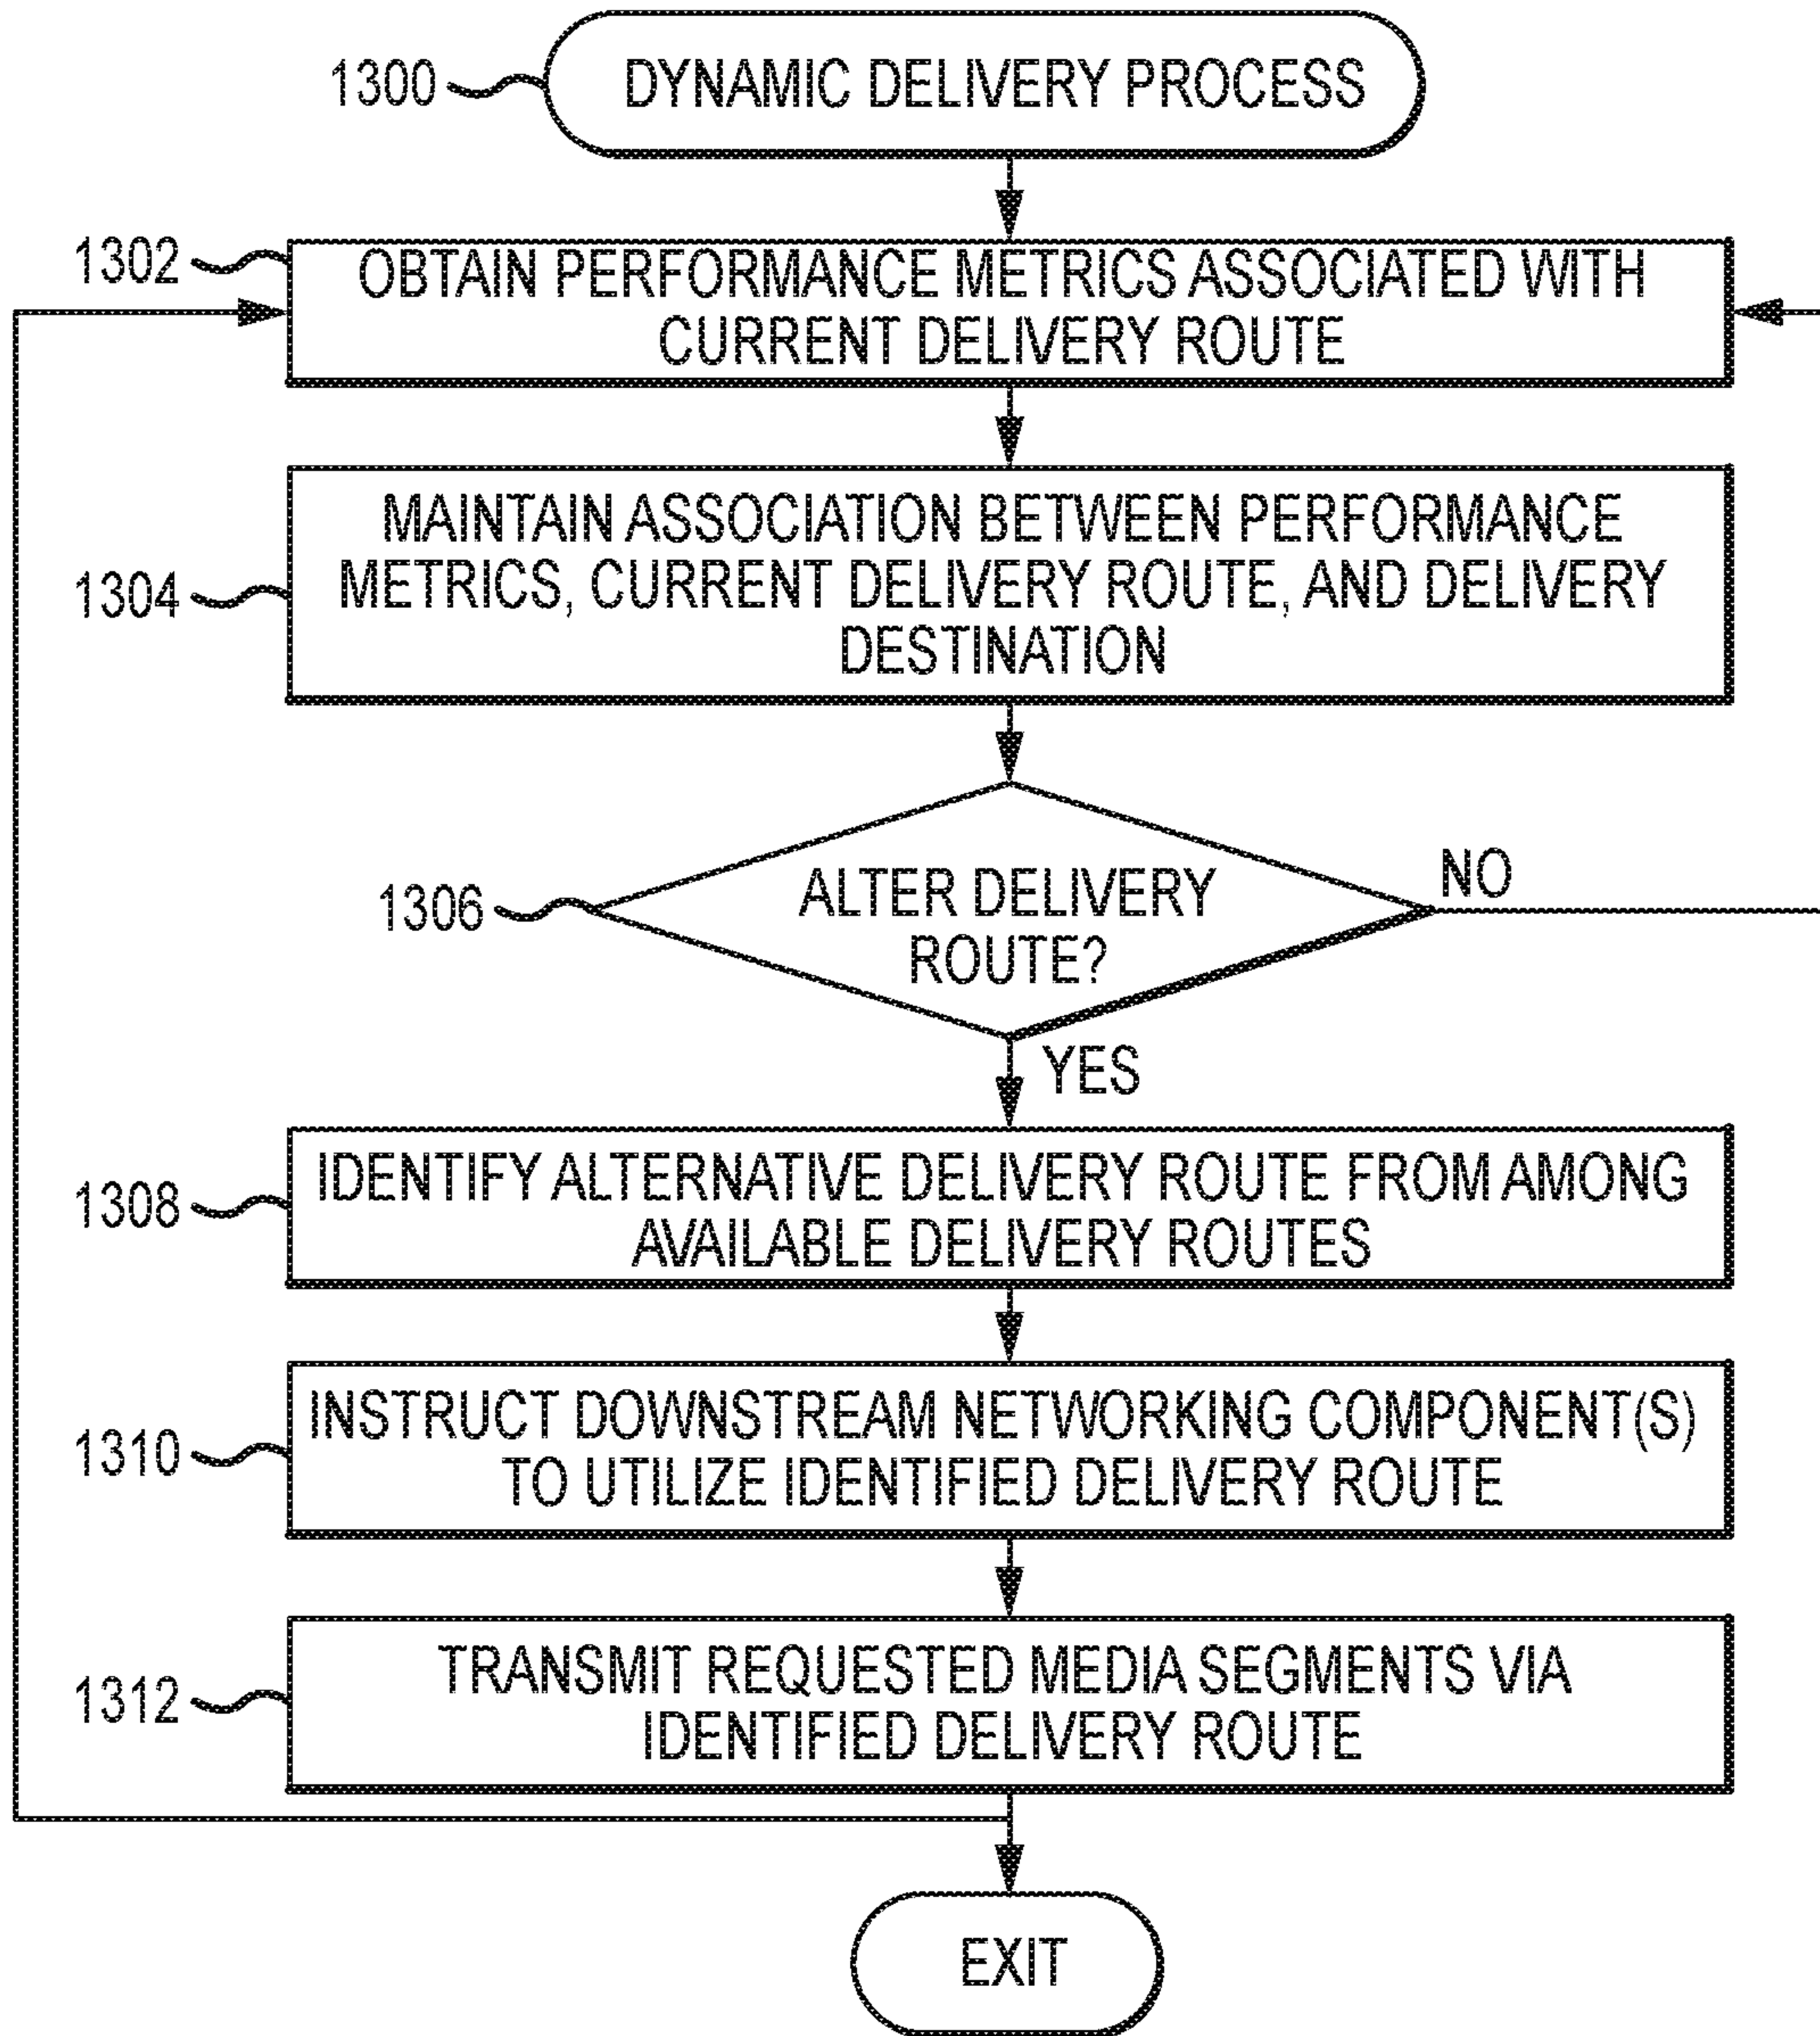 1300
DYNAMIC DELIVERY PROCESS
1302
OBTAIN PERFORMANCE METRICS ASSOCIATED WITH
CURRENT DELIVERY ROUTE
1304
MAINTAIN ASSOCIATION BETWEEN PERFORMANCE
METRICS, CURRENT DELIVERY ROUTE, AND DELIVERY
DESTINATION
1306
ALTER DELIVERY
ROUTE?
NO
YES
1308
IDENTIFY ALTERNATIVE DELIVERY ROUTE FROM AMONG
AVAILABLE DELIVERY ROUTES
1310
INSTRUCT DOWNSTREAM NETWORKING COMPONENT(S)
TO UTILIZE IDENTIFIED DELIVERY ROUTE
1312
TRANSMIT REQUESTED MEDIA SEGMENTS VIA
IDENTIFIED DELIVERY ROUTE
EXIT